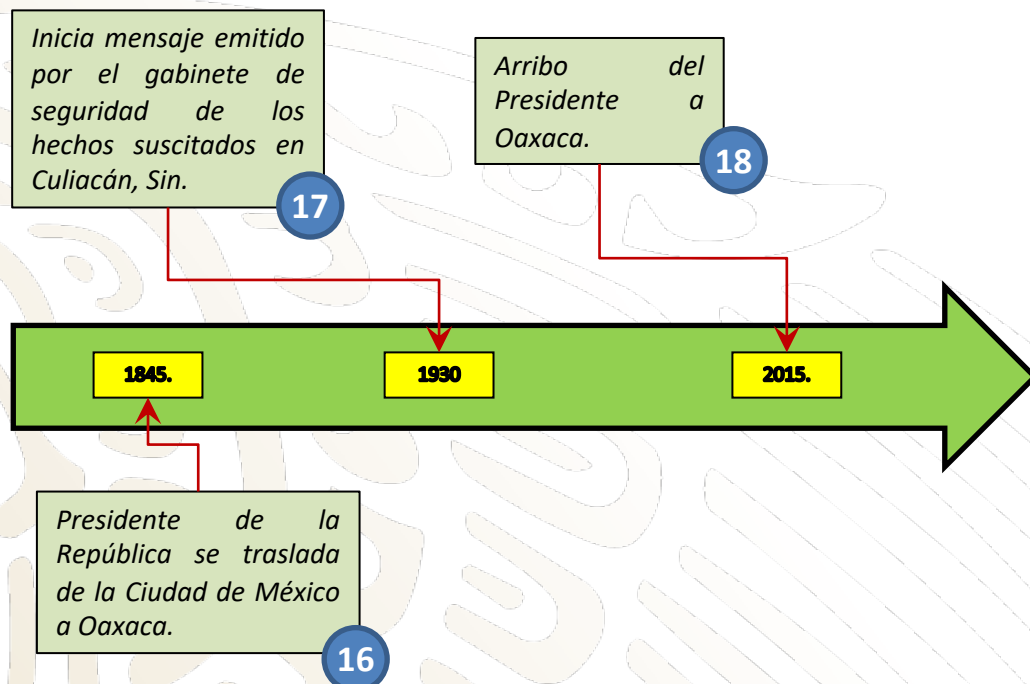 Inicia mensaje emitido
por el gabinete de
seguridad de los
hechos suscitados en
Culiacán, Sin.
17
Arribo del
Presidente a
Oaxaca.
18
1845.
1930
2015.
Presidente de la
República se traslada
de la Ciudad de México
a Oaxaca.
16